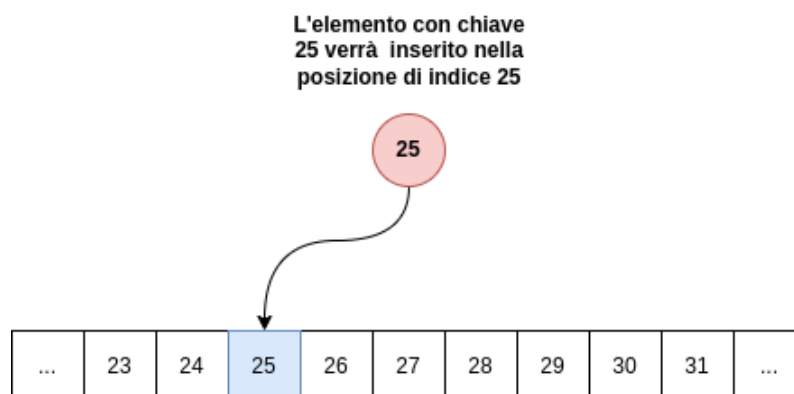 L'elemento con chiave
25 verrà inserito nella
posizione di indice 25
25
... 23 24 25 26 27 28 29 30 31 ...